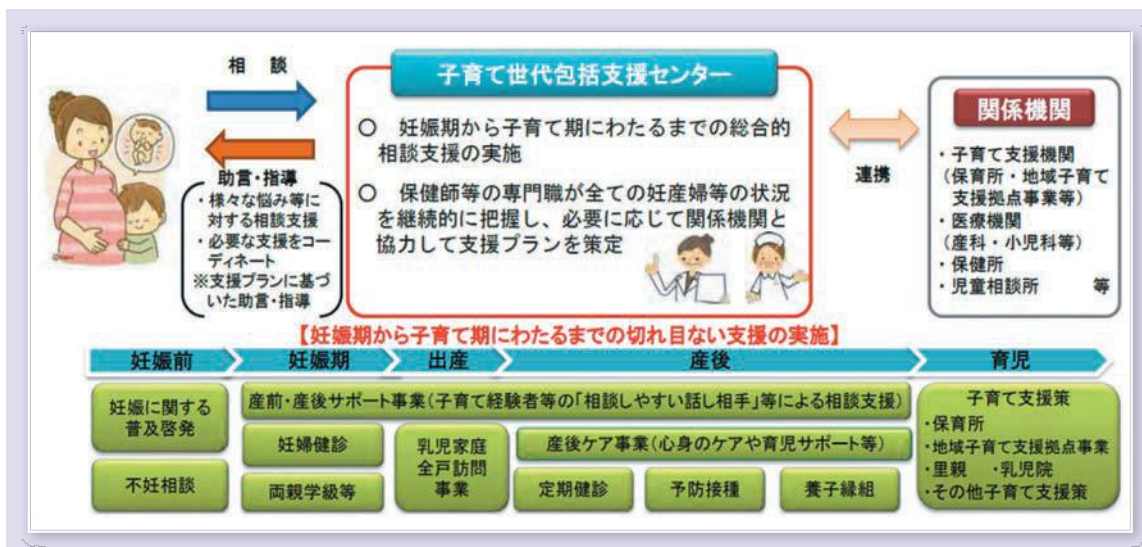 相　談
助言・指導
・様々な悩み等に
対する相談支援
・必要な支援をコー
ディネート
※支援プランに基づ
いた助言・指導
子育て世代包括支援センター
○　妊娠期から子育て期にわたるまでの総合的
相談支援の実施
○　保健師等の専門職が全ての妊産婦等の状況
を継続的に把握し、必要に応じて関係機関と
協力して支援プランを策定
連携
関係機関
・子育て支援機関
（保育所・地域子育て
支援拠点事業等）
・医療機関
（産科・小児科等）
・保健所
・児童相談所　　等
【妊娠期から子育て期にわたるまでの切れ目ない支援の実施】
妊娠前
妊娠期
出産
産後
育児
妊娠に関する
普及啓発
不妊相談
産前・産後サポート事業（子育て経験者等の「相談しやすい話し相手」等による相談支援）
妊婦健診
両親学級等
乳児家庭
全戸訪問
事業
産後ケア事業（心身のケアや育児サポート等）
定期健診
予防接種
養子縁組
子育て支援策
・保育所
・地域子育て支援拠点事業
・里親　・乳児院
・その他子育て支援策